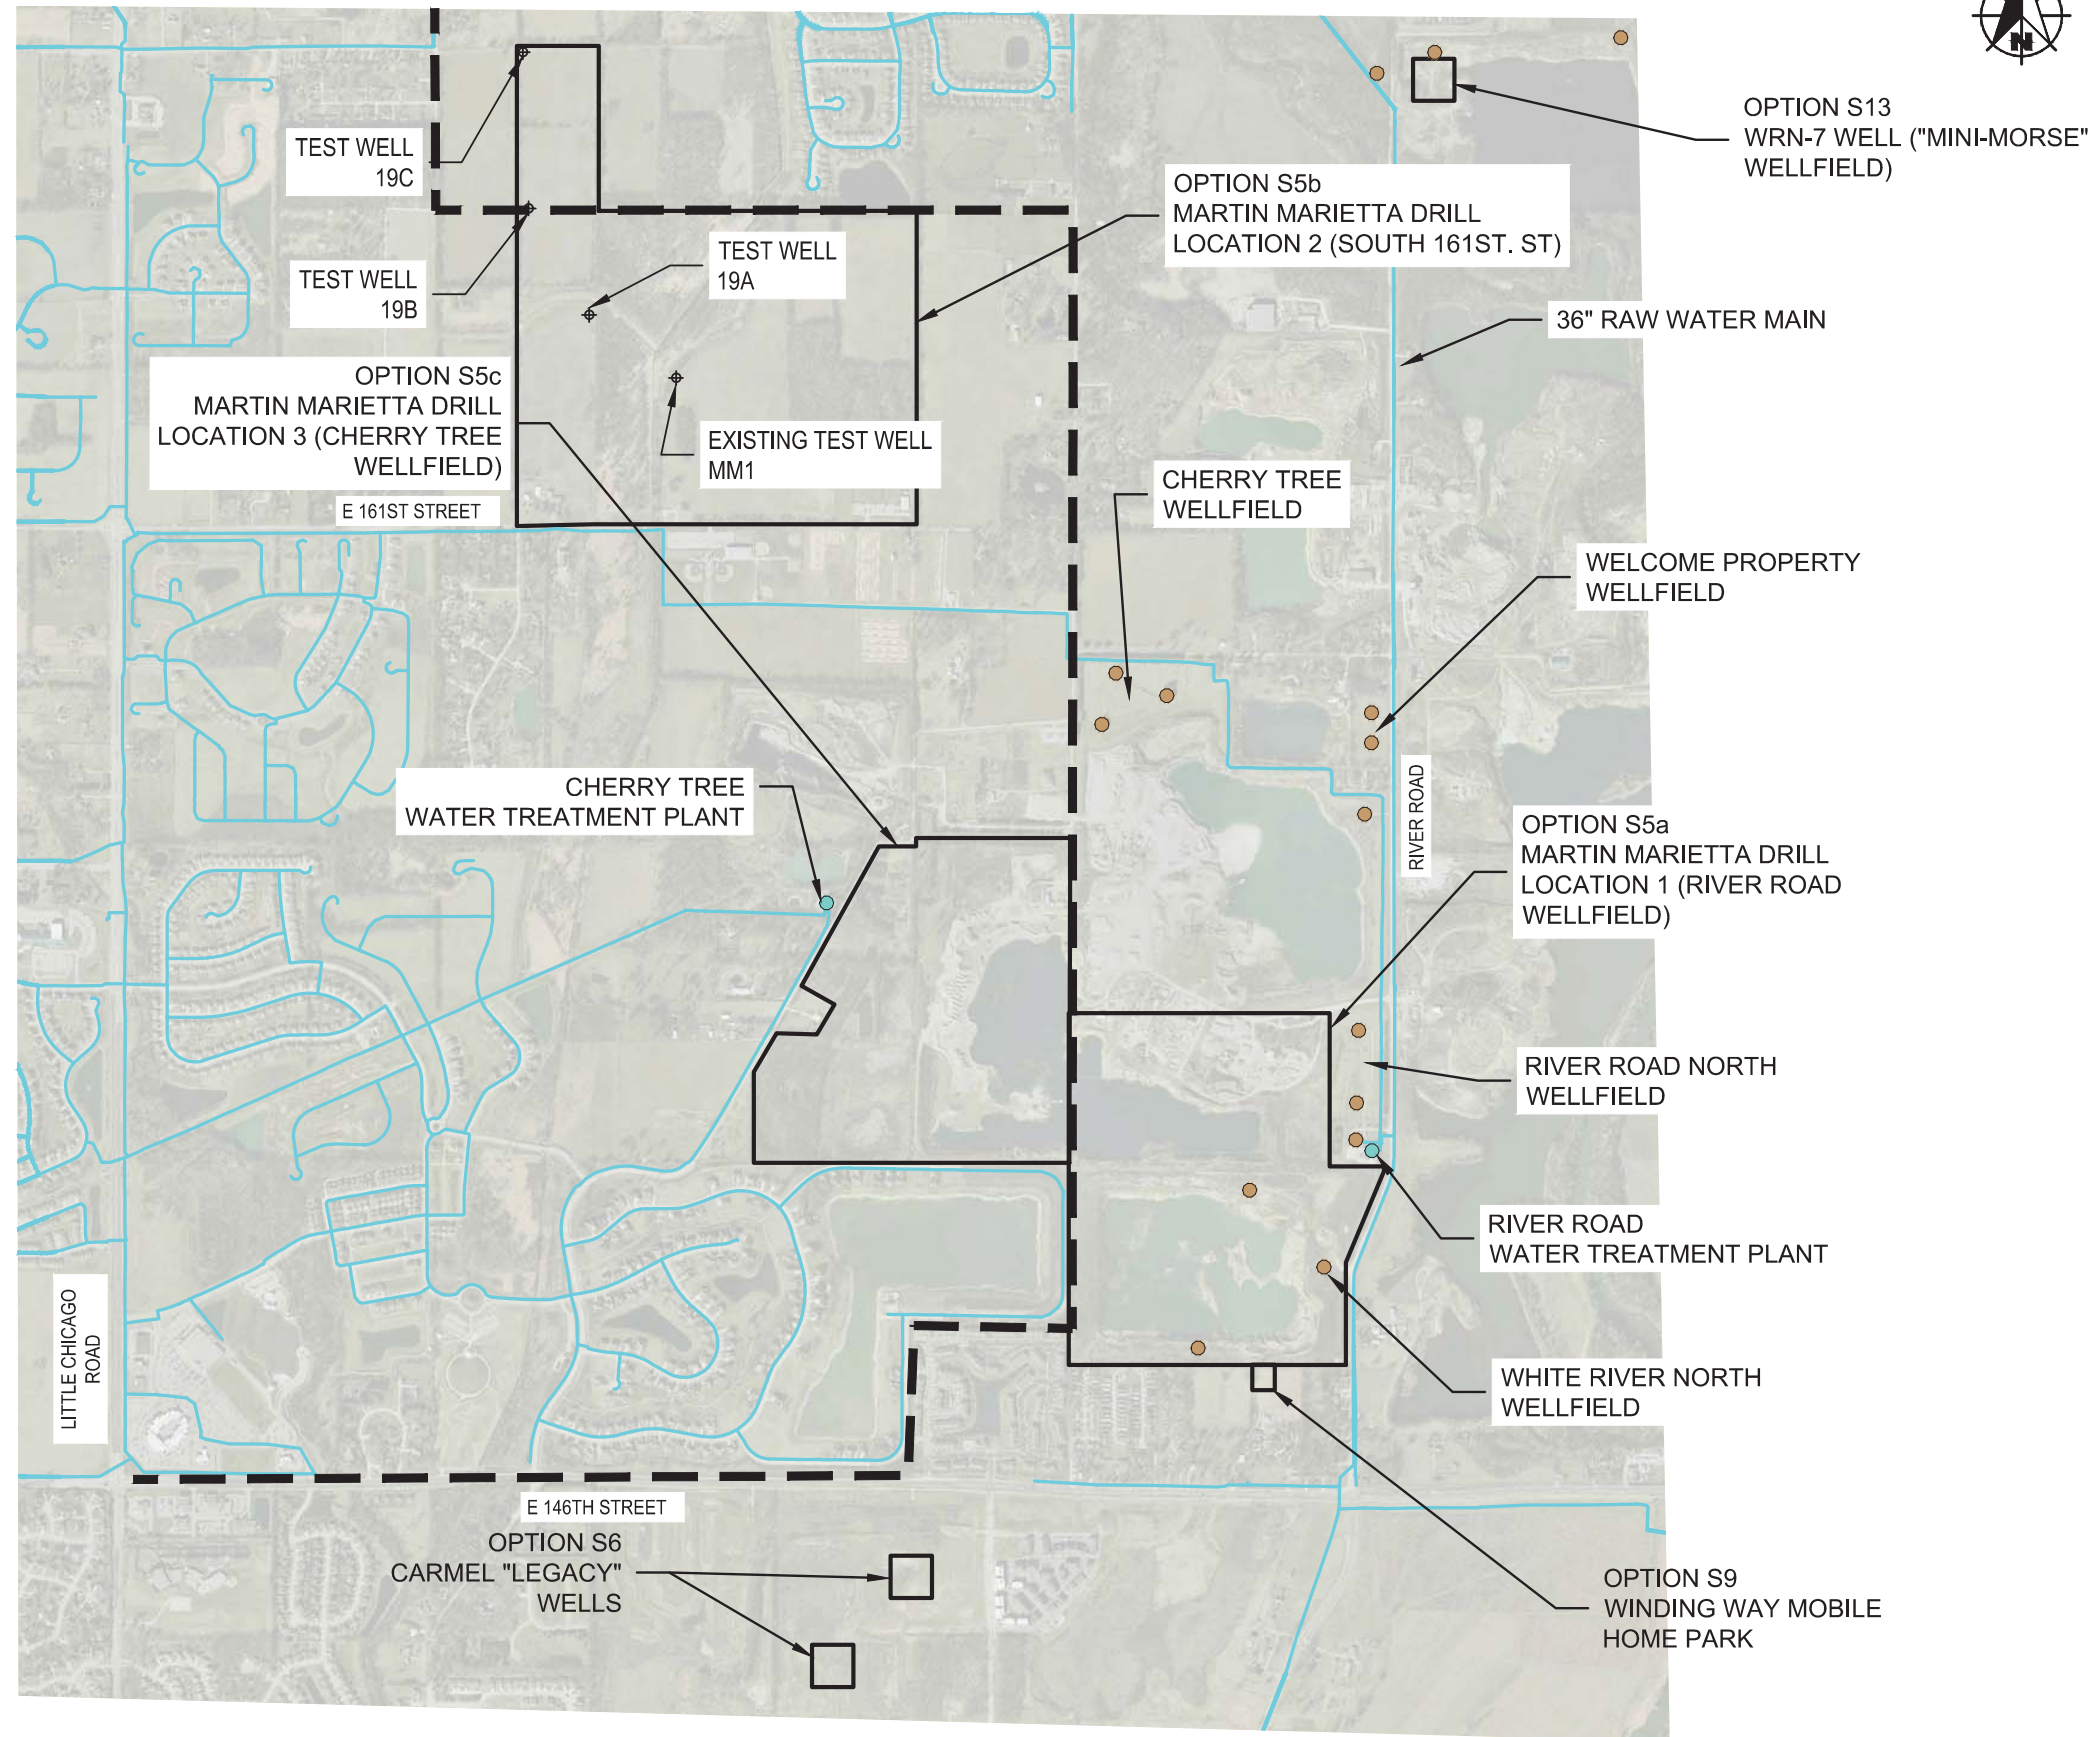 N
OPTION S13
WRN-7 WELL ("MINI-MORSE"
WELLFIELD)
TEST WELL
19C
OPTION S5b
MARTIN MARIETTA DRILL
LOCATION 2 (SOUTH 161ST. ST)
TEST WELL
19A
TEST WELL
19B
36" RAW WATER MAIN
OPTION S5c
MARTIN MARIETTA DRILL
LOCATION 3 (CHERRY TREE
WELLFIELD)
EXISTING TEST WELL
MM1
CHERRY TREE
WELLFIELD
E 161ST STREET
WELCOME PROPERTY
WELLFIELD
CHERRY TREE
WATER TREATMENT PLANT
RIVER ROAD
OPTION S5a
MARTIN MARIETTA DRILL
LOCATION 1 (RIVER ROAD
WELLFIELD)
RIVER ROAD NORTH
WELLFIELD
RIVER ROAD
WATER TREATMENT PLANT
LITTLE CHICAGO
ROAD
WHITE RIVER NORTH
WELLFIELD
E 146TH STREET
OPTION S6
CARMEL "LEGACY"
WELLS
OPTION S9
WINDING WAY MOBILE
HOME PARK